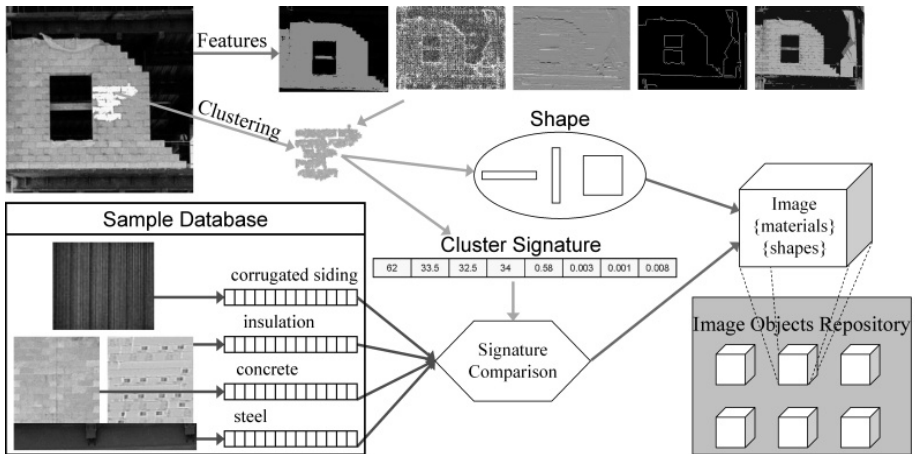 Features
Clustering
Shape
Image
{materials}
{shapes}
Sample Database
Cluster Signature
62 33.5 32.5 34 0.58 0.003 0.001 0.008
corrugated siding
insulation
concrete
steel
Signature
Comparison
Image Objects Repository